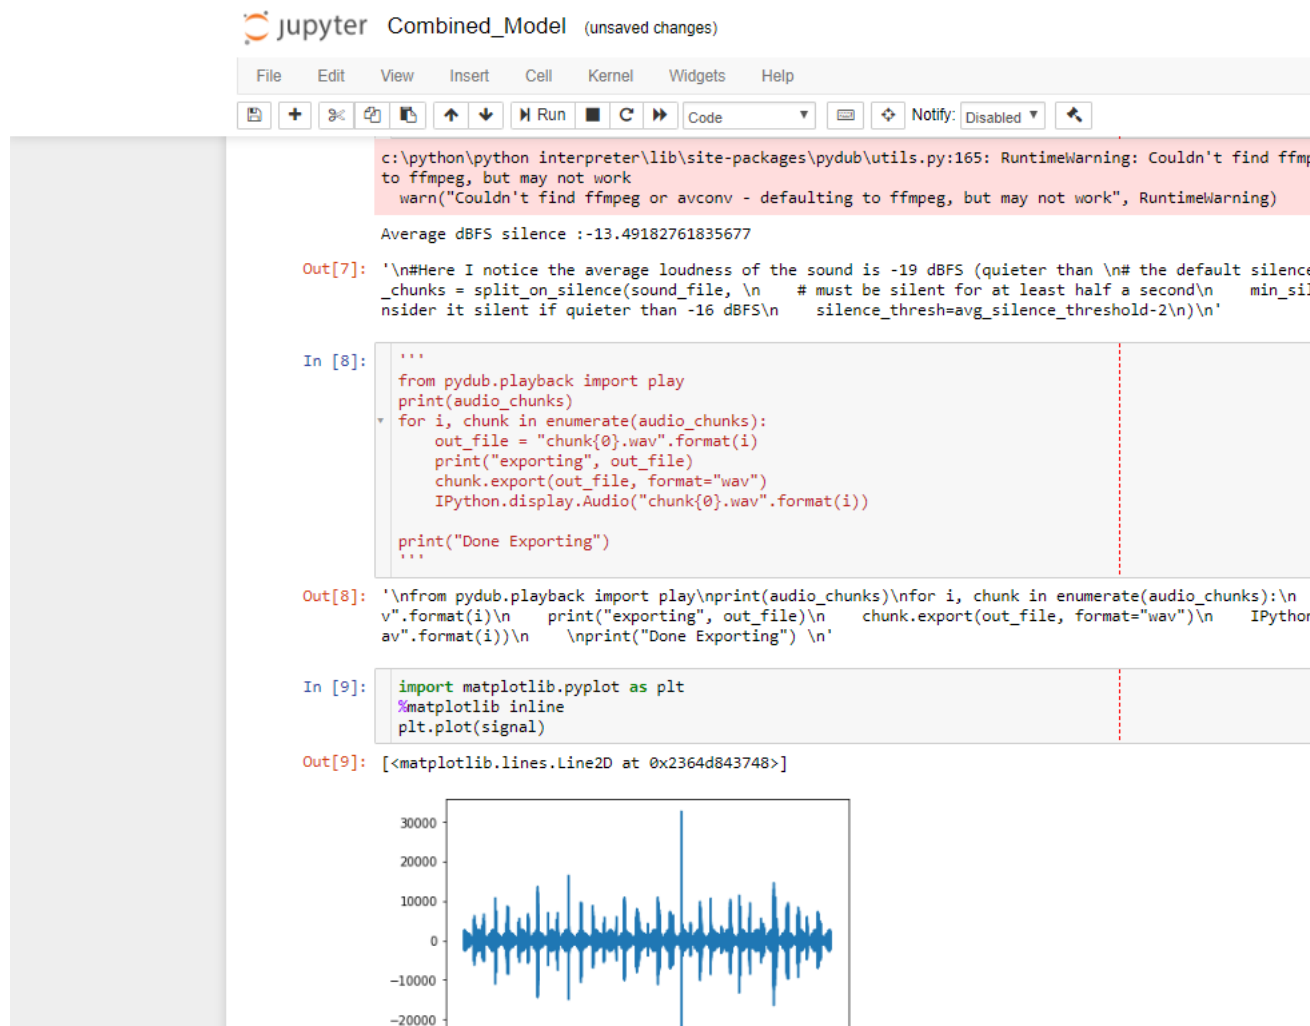 jupyter Combined_Model (unsaved changes)
File Edit View Insert Cell Kernel Widgets Help
Run Code Notify: Disabled
c:\python\python interpreter\lib\site-packages\pydub\utils.py:165: RuntimeWarning: Couldn't find ffmp
to ffmpeg, but may not work
  warn("Couldn't find ffmpeg or avconv - defaulting to ffmpeg, but may not work", RuntimeWarning)
Average dBFS silence :-13.49182761835677
Out[7]: '\n#Here I notice the average loudness of the sound is -19 dBFS (quieter than \n# the default silence
_chunks = split_on_silence(sound_file, \n    # must be silent for at least half a second\n    min_sil
nsider it silent if quieter than -16 dBFS\n    silence_thresh=avg_silence_threshold-2\n)\n'
In [8]: '''
from pydub.playback import play
print(audio_chunks)
for i, chunk in enumerate(audio_chunks):
    out_file = "chunk{0}.wav".format(i)
    print("exporting", out_file)
    chunk.export(out_file, format="wav")
    IPython.display.Audio("chunk{0}.wav".format(i))
print("Done Exporting")
'''
Out[8]: '\nfrom pydub.playback import play\nprint(audio_chunks)\nfor i, chunk in enumerate(audio_chunks):\n
v".format(i)\n    print("exporting", out_file)\n    chunk.export(out_file, format="wav")\n    IPython
av".format(i))\n    \nprint("Done Exporting") \n'
In [9]: import matplotlib.pyplot as plt
%matplotlib inline
plt.plot(signal)
Out[9]: [<matplotlib.lines.Line2D at 0x2364d843748>]
30000
20000
10000
0
−10000
−20000